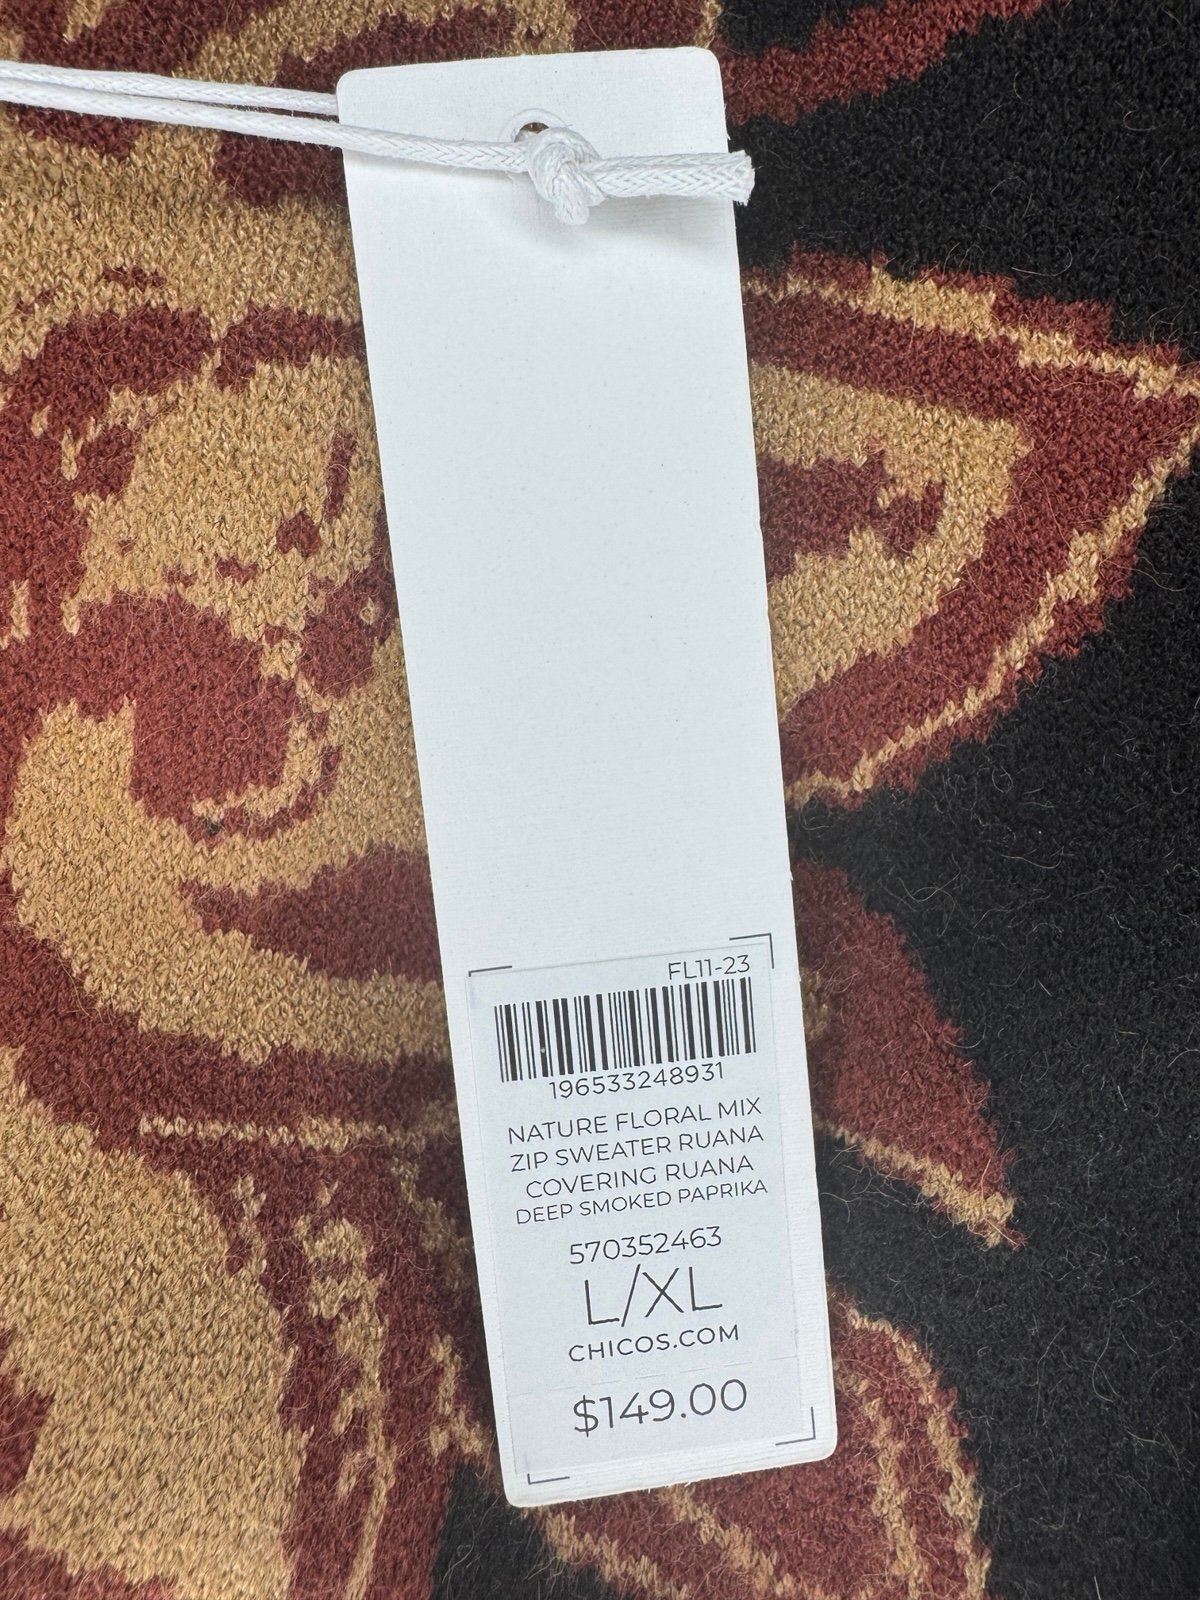 FL11-23
196533248931
NATURE FLORAL MIX
ZIP SWEATER RUANA
COVERING RUANA
DEEP SMOKED PAPRIKA
570352463
L/XL
CHICOS.COM
$149.00